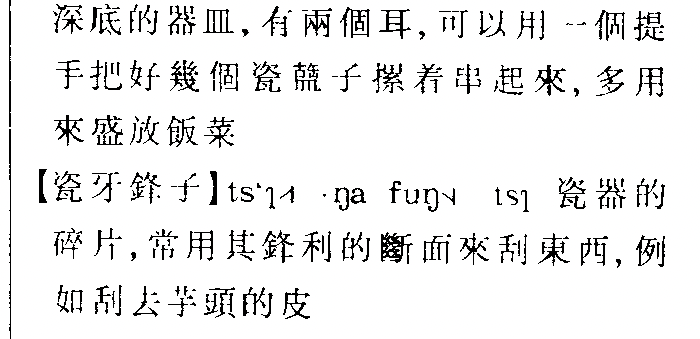 深底的器皿,有兩個耳,可以用一個提
手把好幾個瓷蔬子摞着串起來,多用
來盛放飯菜
【瓷牙鋒子】tsʻɿ˧˥ ·ŋa fuŋ˧ tsɿ 瓷器的
碎片,常用其鋒利的斷面來刮東西,例
如刮去芋頭的皮